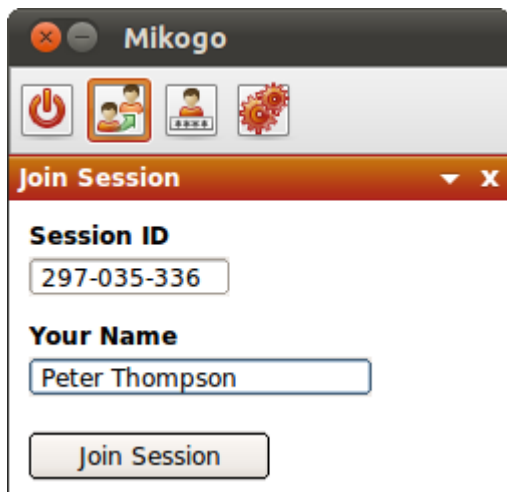 Mikogo
****
Join Session
Session ID
297-035-336
Your Name
Peter Thompson
Join Session